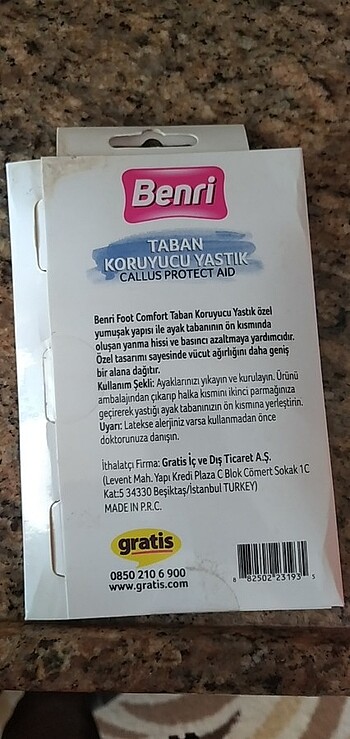 Benri
TABAN
KORUYUCU YASTIK
CALLUS PROTECT AID
Benri Foot Comfort Taban Koruyucu Yastık özel
yumuşak yapısı ile ayak tabanının ön kısmında
oluşan yanma hissi ve basıncı azaltmaya yardımcıdır.
Özel tasarımı sayesinde vücut ağırlığını daha geniş
bir alana dağıtır.
Kullanım Şekli: Ayaklarınızı yıkayın ve kurulayın. Ürünü
ambalajından çıkarıp halka kısmını ikinci parmağınıza
geçirerek yastığı ayak tabanınızın ön kısmına yerleştirin.
Uyarı: Latekse alerjiniz varsa kullanmadan önce
doktorunuza danışın.
İthalatçı Firma: Gratis İç ve Dış Ticaret A.Ş.
(Levent Mah. Yapı Kredi Plaza C Blok Cömert Sokak 1C
Kat:5 34330 Beşiktaş/İstanbul TURKEY)
MADE IN P.R.C.
gratis
0850 210 6 900
www.gratis.com
8 82502 23193 5